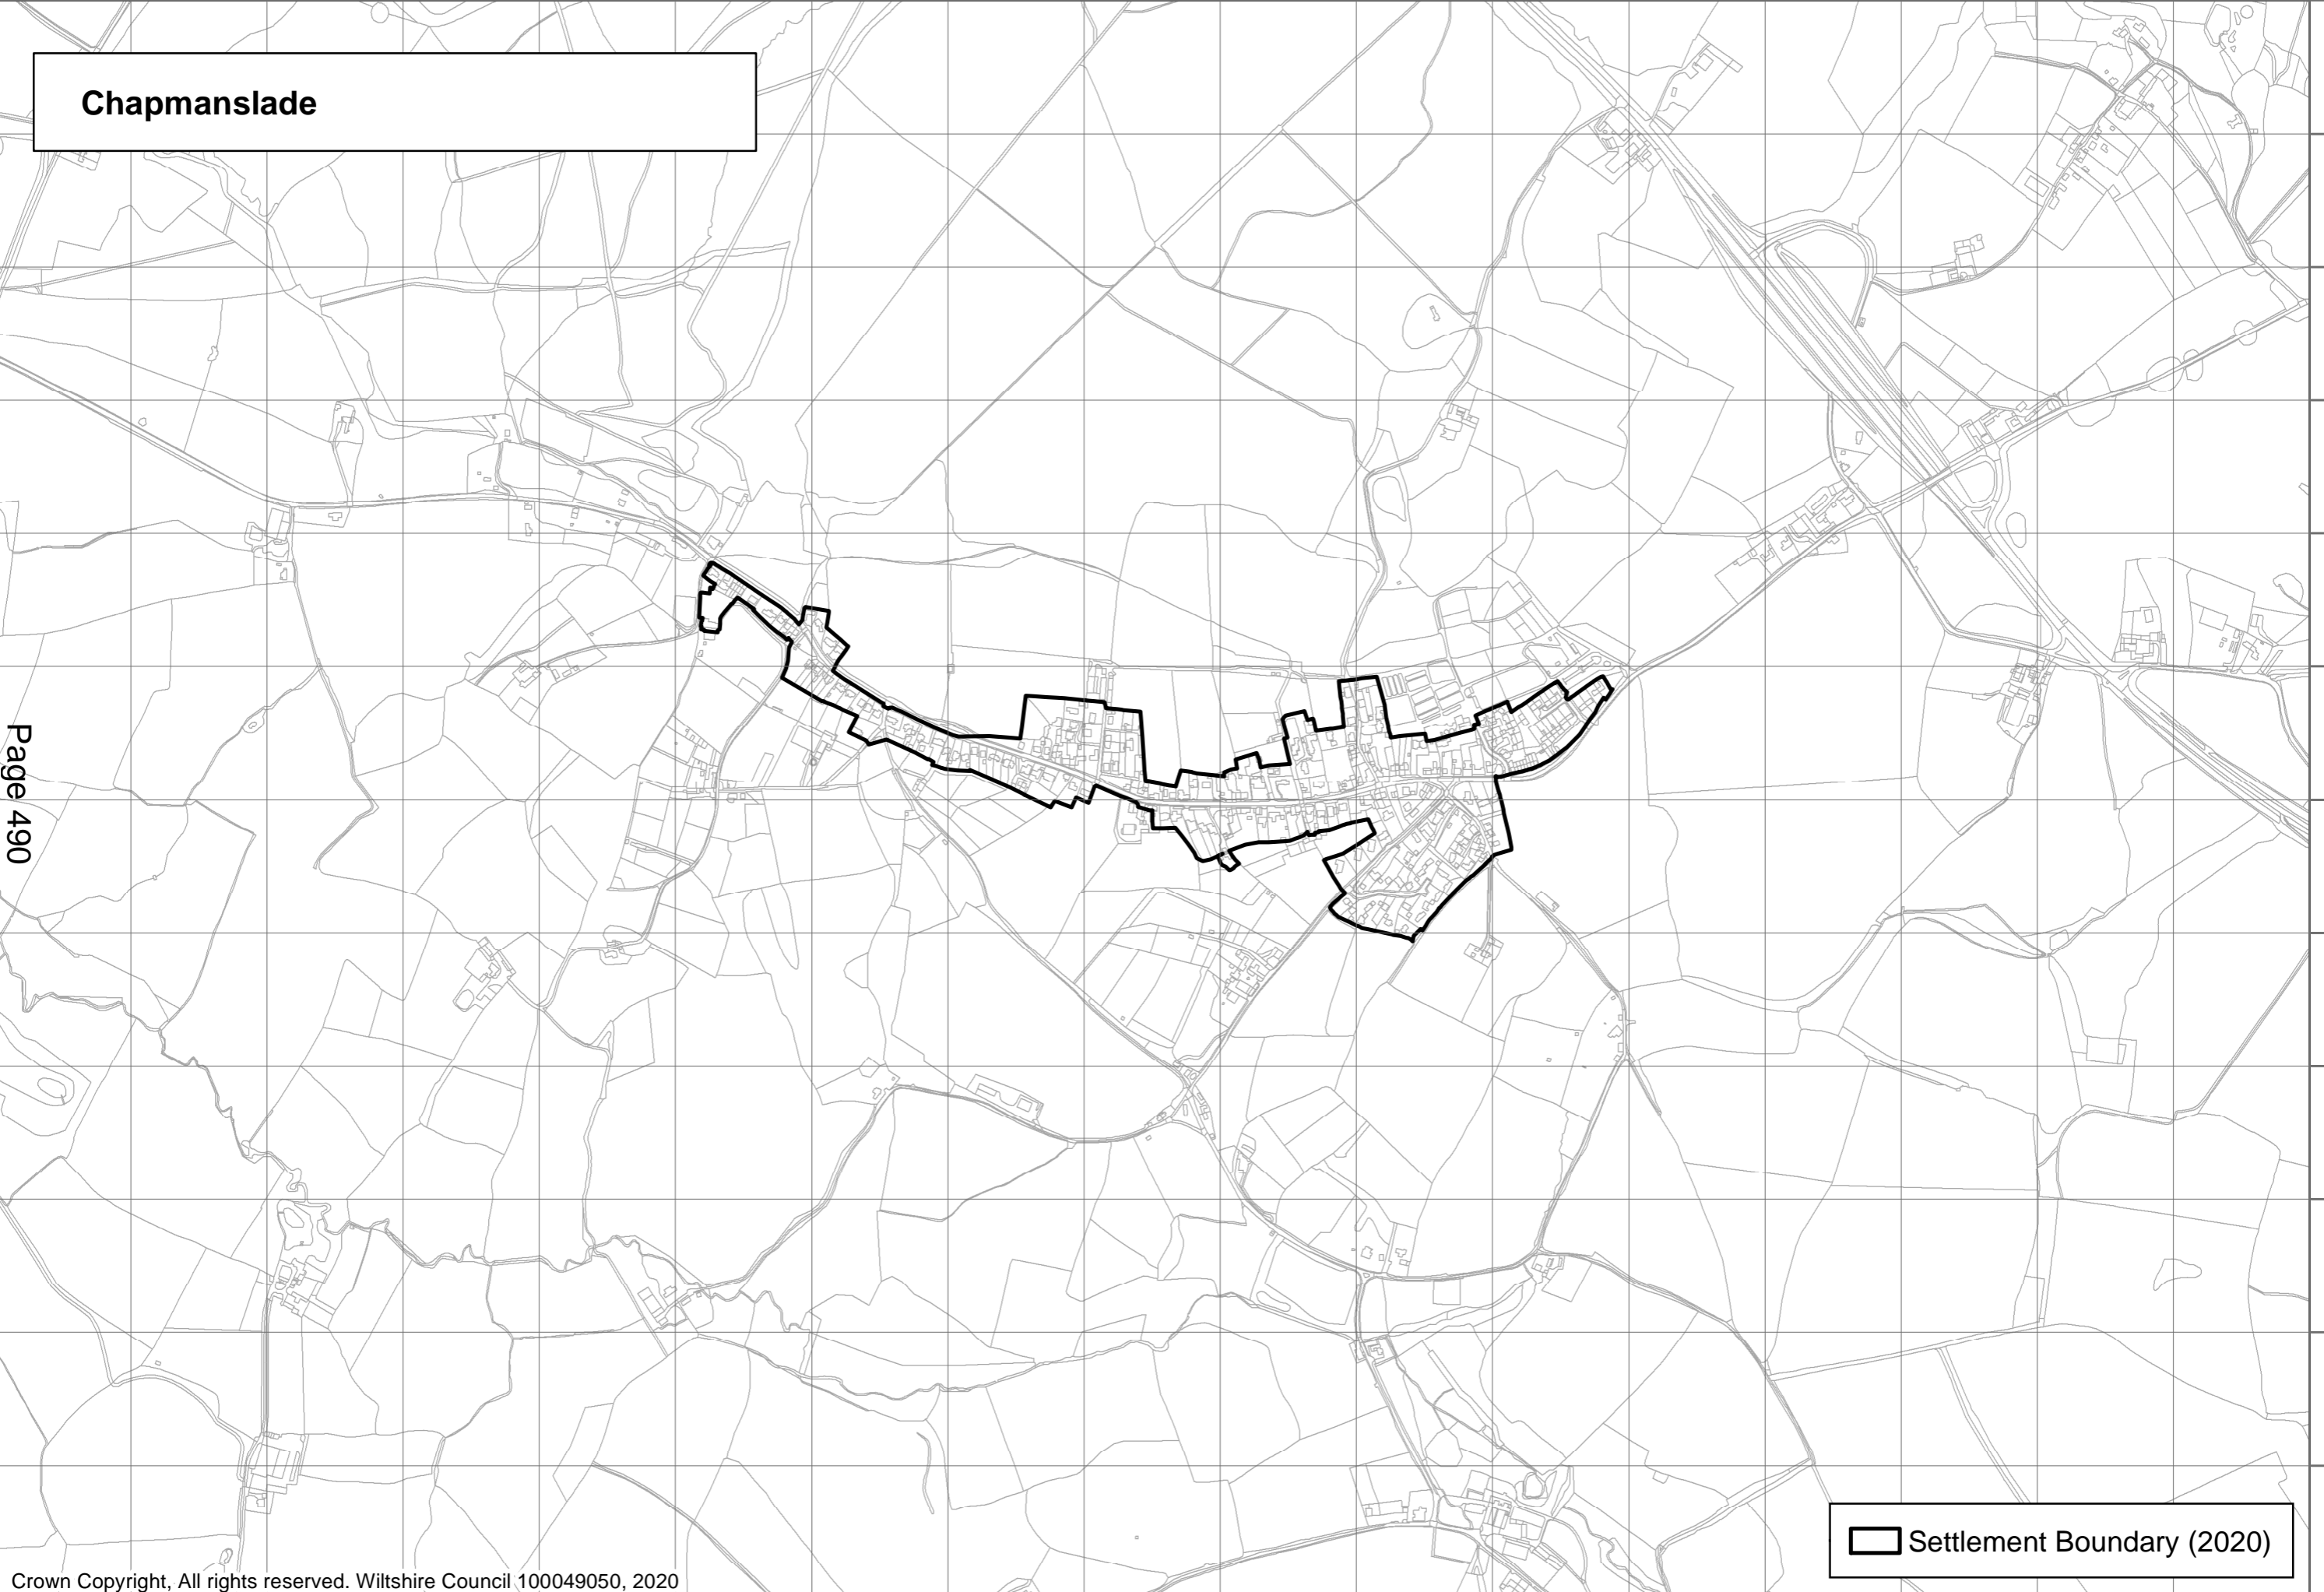 Chapmanslade
Page 490
Settlement Boundary (2020)
Crown Copyright, All rights reserved. Wiltshire Council 100049050, 2020